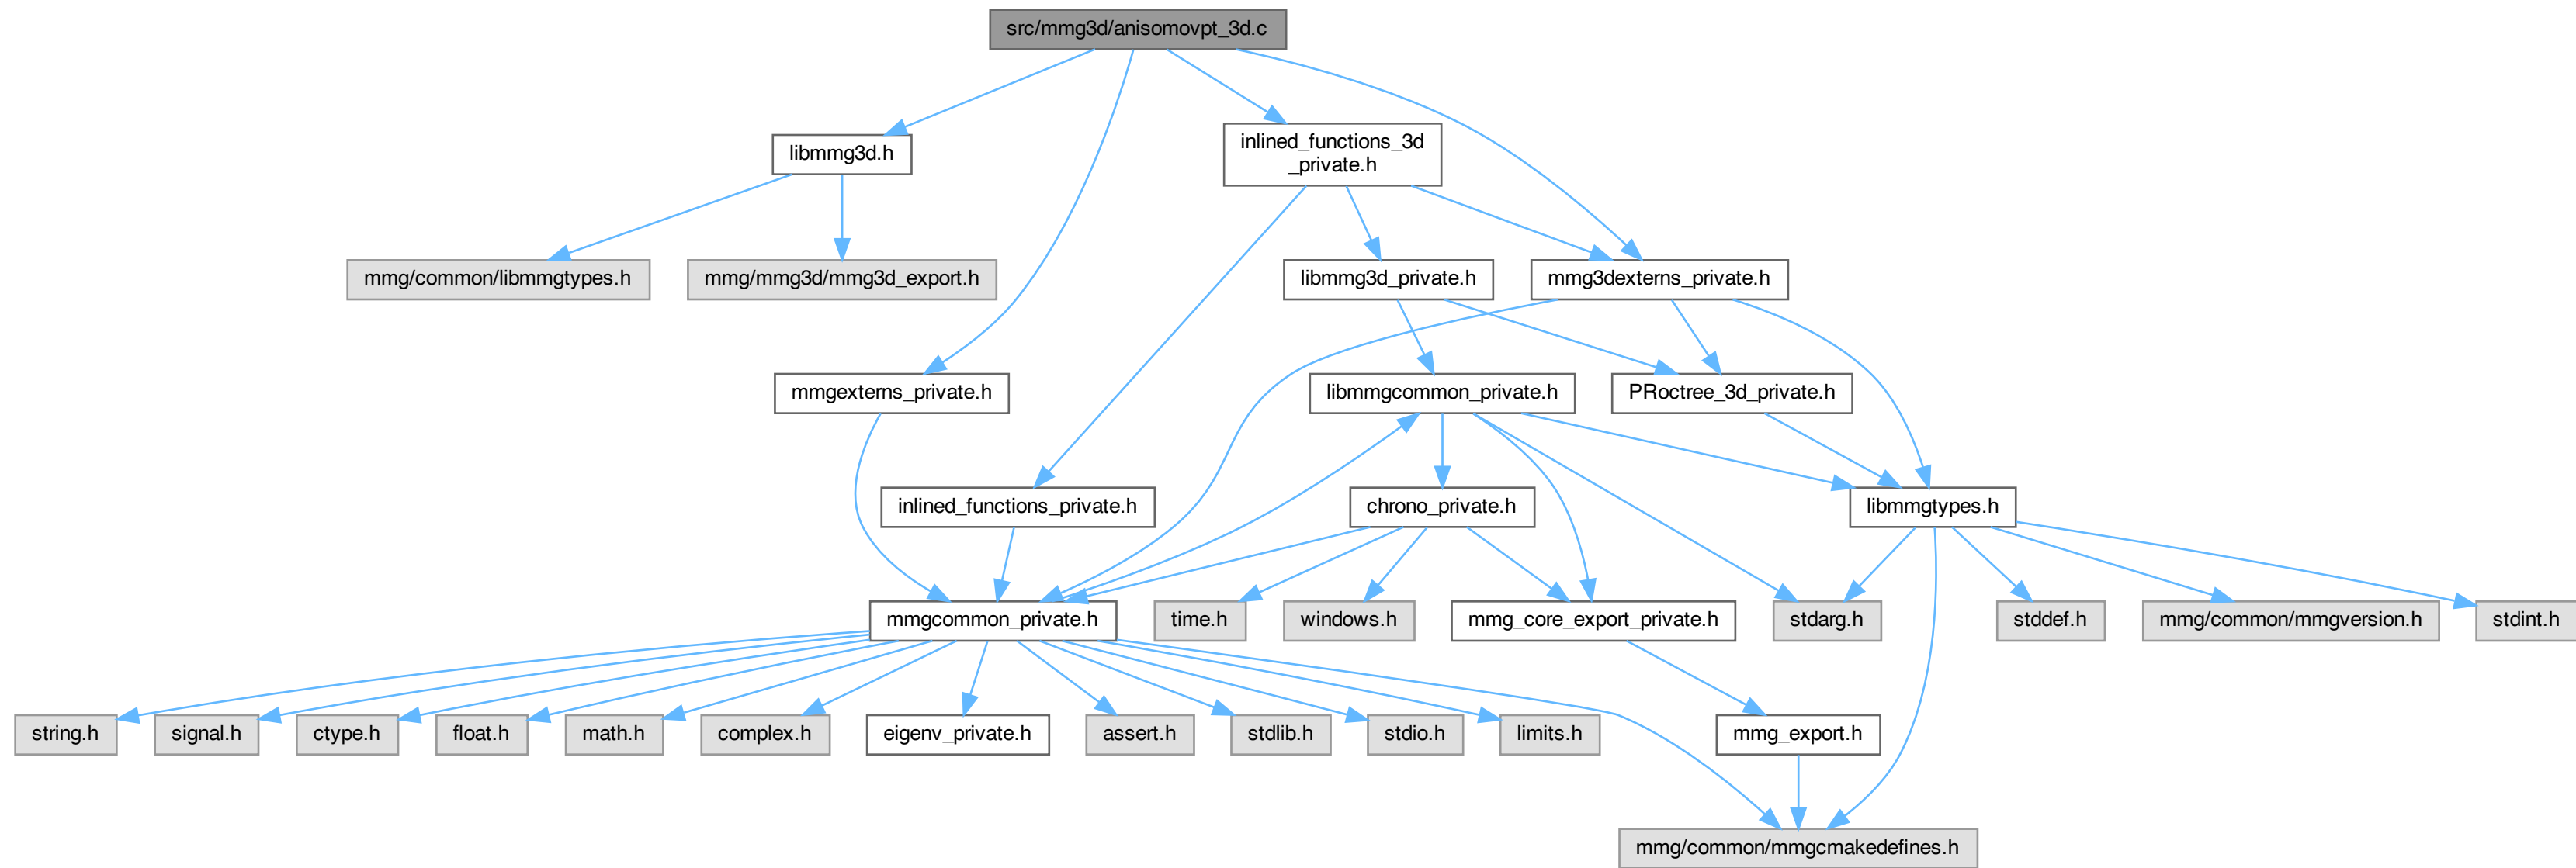 src/mmg3d/anisomovpt_3d.c
libmmg3d.h
inlined_functions_3d
_private.h
mmg/common/libmmgtypes.h
mmg/mmg3d/mmg3d_export.h
libmmg3d_private.h
mmg3dexterns_private.h
mmgexterns_private.h
libmmgcommon_private.h
PRoctree_3d_private.h
inlined_functions_private.h
chrono_private.h
libmmgtypes.h
mmgcommon_private.h
time.h
windows.h
mmg_core_export_private.h
stdarg.h
stddef.h
mmg/common/mmgversion.h
stdint.h
string.h
signal.h
ctype.h
float.h
math.h
complex.h
eigenv_private.h
assert.h
stdlib.h
stdio.h
limits.h
mmg_export.h
mmg/common/mmgcmakedefines.h